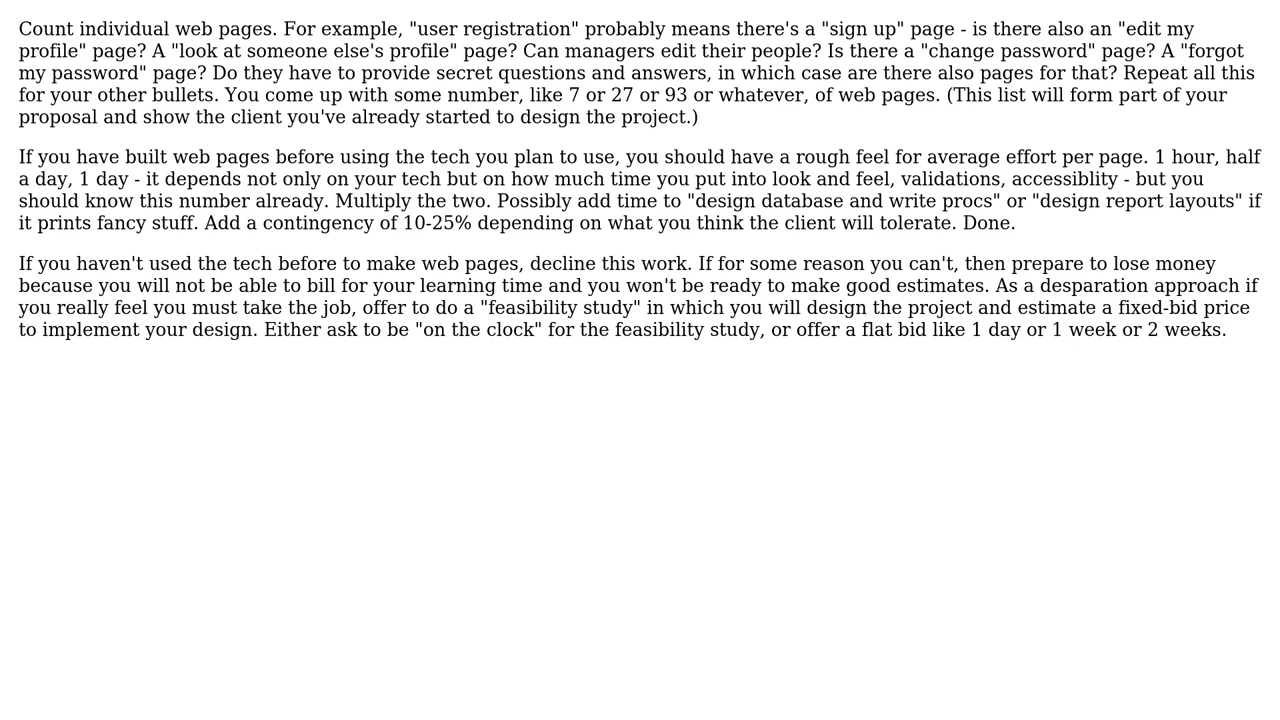 Count individual web pages. For example, "user registration" probably means there's a "sign up" page - is there also an "edit my
profile" page? A "look at someone else's profile" page? Can managers edit their people? Is there a "change password" page? A "forgot
my password" page? Do they have to provide secret questions and answers, in which case are there also pages for that? Repeat all this
for your other bullets. You come up with some number, like 7 or 27 or 93 or whatever, of web pages. (This list will form part of your
proposal and show the client you've already started to design the project.)
If you have built web pages before using the tech you plan to use, you should have a rough feel for average effort per page. 1 hour, half
a day, 1 day - it depends not only on your tech but on how much time you put into look and feel, validations, accessiblity - but you
should know this number already. Multiply the two. Possibly add time to "design database and write procs" or "design report layouts" if
it prints fancy stuff. Add a contingency of 10-25% depending on what you think the client will tolerate. Done.
If you haven't used the tech before to make web pages, decline this work. If for some reason you can't, then prepare to lose money
because you will not be able to bill for your learning time and you won't be ready to make good estimates. As a desparation approach if
you really feel you must take the job, offer to do a "feasibility study" in which you will design the project and estimate a fixed-bid price
to implement your design. Either ask to be "on the clock" for the feasibility study, or offer a flat bid like 1 day or 1 week or 2 weeks.